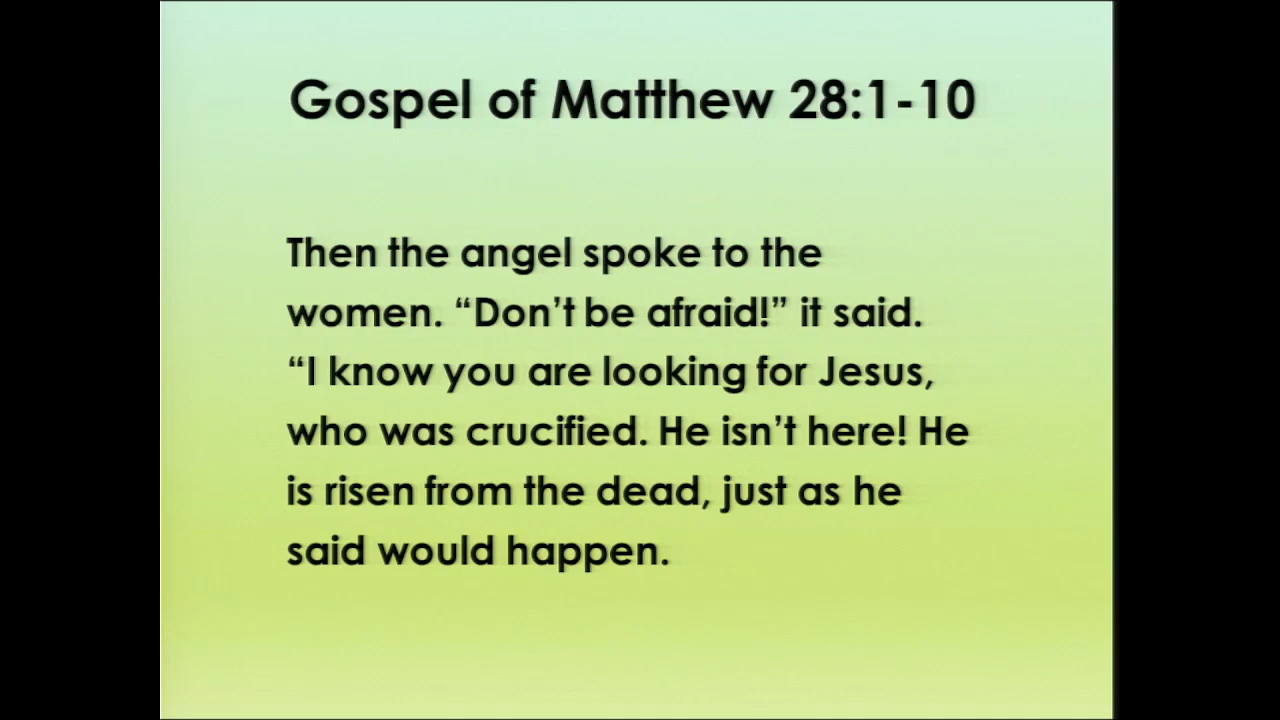 Gospel of Matthew 28:1-10
Then the angel spoke to the
women. “Don’t be afraid!” it said.
“I know you are looking for Jesus,
who was crucified. He isn’t here! He
is risen from the dead, just as he
said would happen.